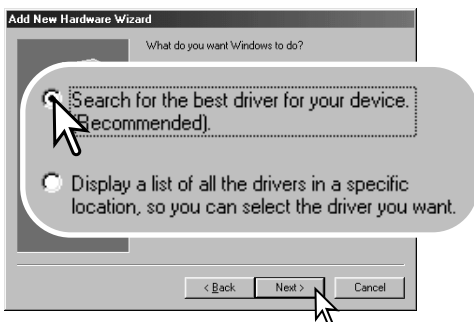 Add New Hardware Wizard
What do you want Windows to do?
Search for the best driver for your device.
(Recommended).
Display a list of all the drivers in a specific
location, so you can select the driver you want.
< Back
Next >
Cancel